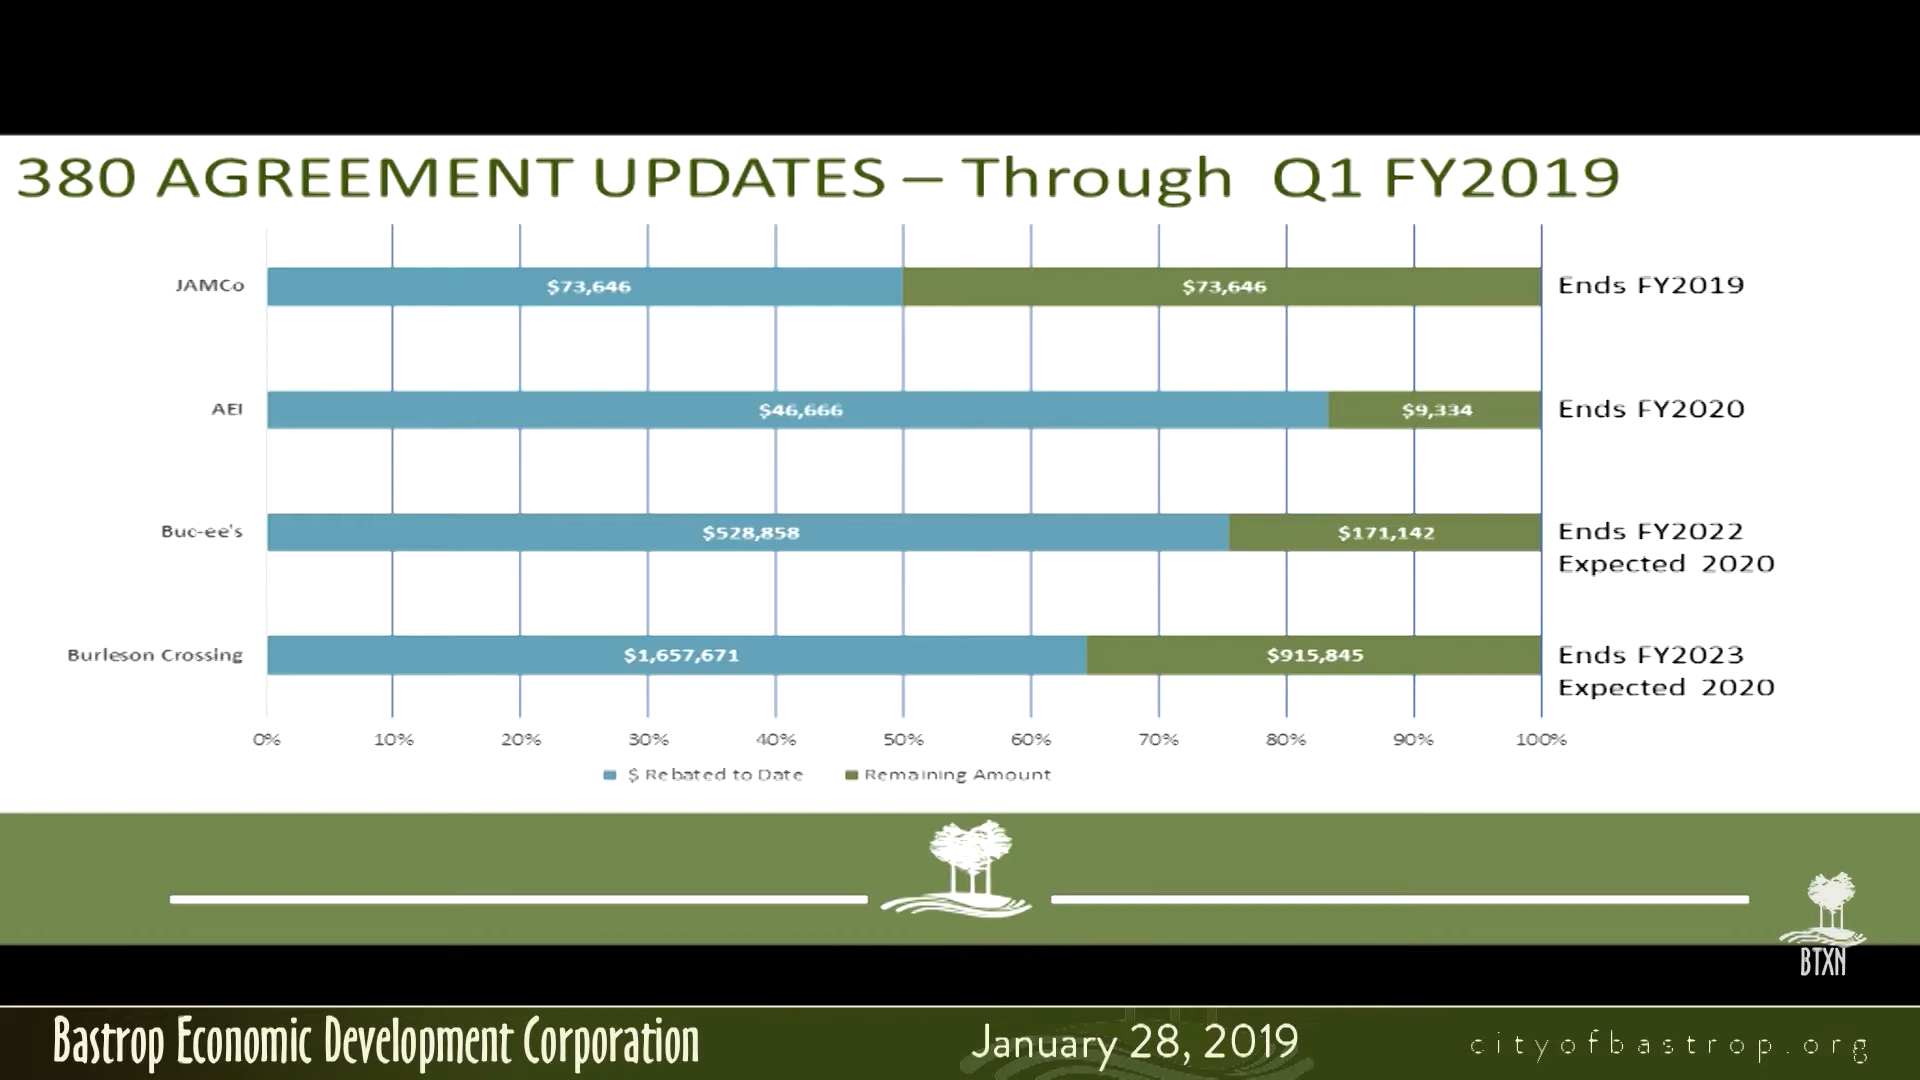 380 AGREEMENT UPDATES – Through Q1 FY2019
JAMCo $73,646 $73,646 Ends FY2019
AEI $46,666 $9,334 Ends FY2020
Buc-ee's $528,858 $171,142 Ends FY2022
Expected 2020
Burleson Crossing $1,657,671 $915,845 Ends FY2023
Expected 2020
0% 10% 20% 30% 40% 50% 60% 70% 80% 90% 100%
$ Rebated to Date Remaining Amount
BTXN
Bastrop Economic Development Corporation January 28, 2019 cityofbastrop.org